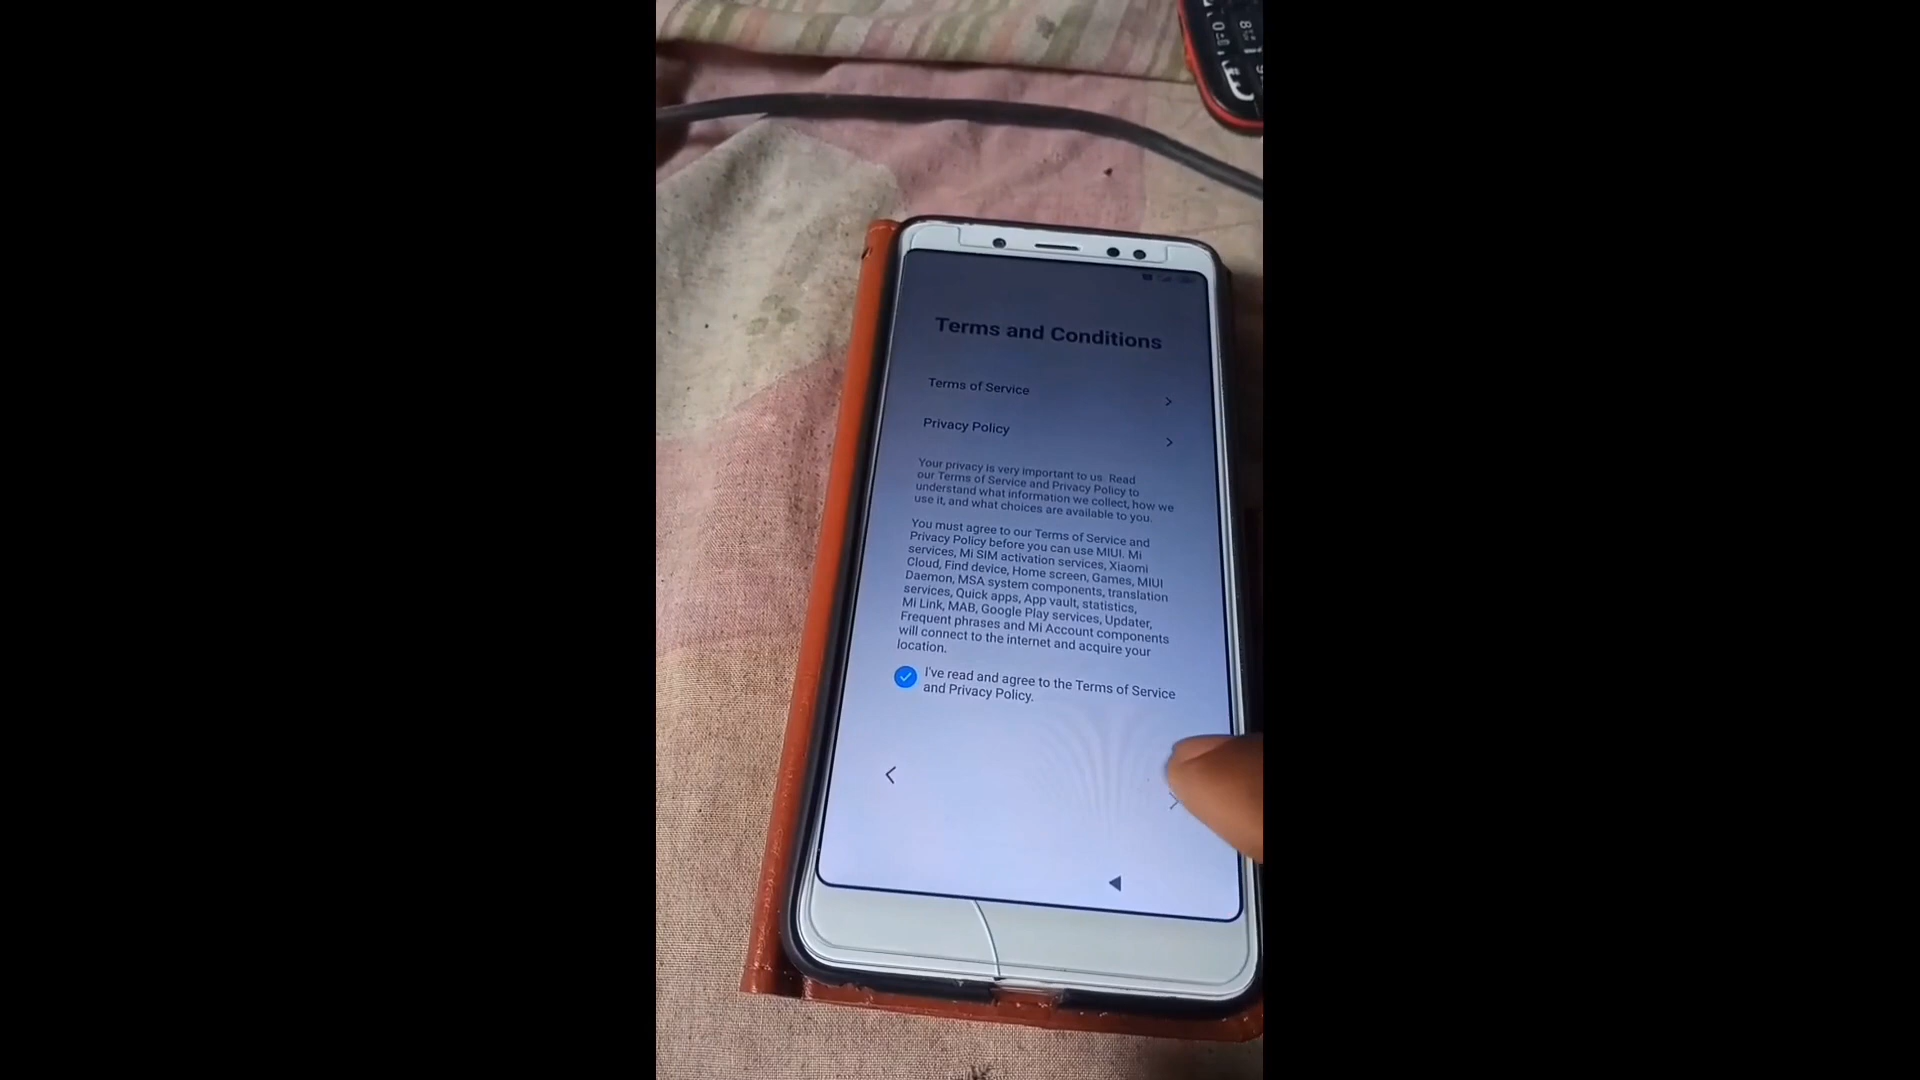 Terms and Conditions
Terms of Service
Privacy Policy
Your privacy is very important to us. Read
our Terms of Service and Privacy Policy to
understand what information we collect, how we
use it, and what choices are available to you.
You must agree to our Terms of Service and
Privacy Policy before you can use MIUI. Mi
services, Mi SIM activation services, Xiaomi
Cloud, Find device, Home screen, Games, MIUI
Daemon, MSA system components, translation
services, Quick apps, App vault, statistics,
Mi Link, MAB, Google Play services, Updater,
Frequent phrases and Mi Account components
will connect to the internet and acquire your
location.
I've read and agree to the Terms of Service
and Privacy Policy.